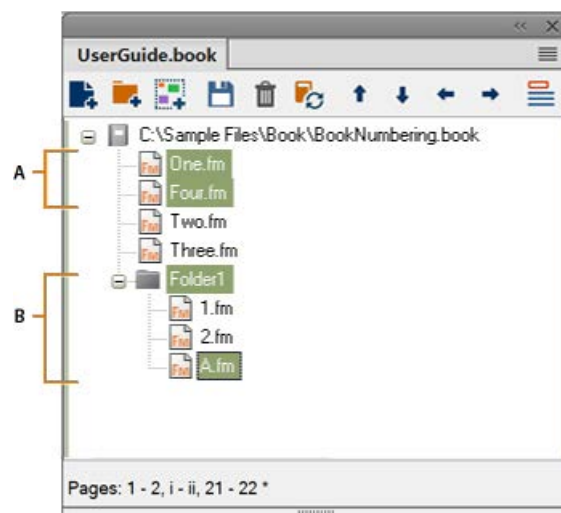 UserGuide.book
C:\Sample Files\Book\BookNumbering.book
A
One.fm
Four.fm
Two.fm
Three.fm
B
Folder1
1.fm
2.fm
A.fm
Pages: 1 - 2, i - ii, 21 - 22 *